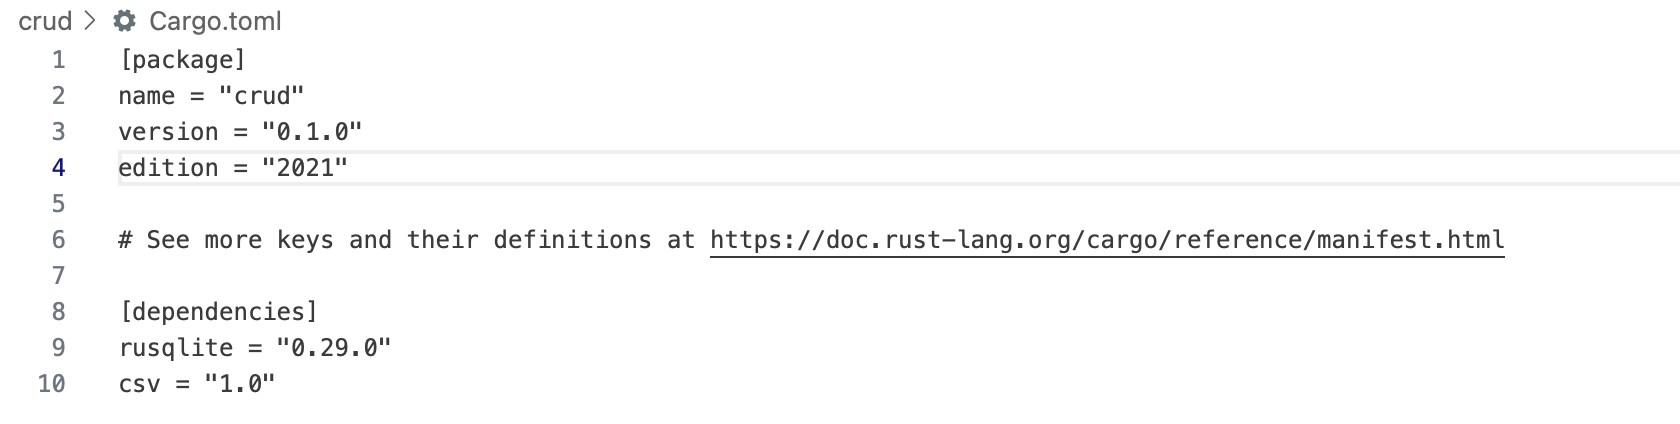 crud > Cargo.toml
1 [package]
2 name = "crud"
3 version = "0.1.0"
4 edition = "2021"
5
6 # See more keys and their definitions at https://doc.rust-lang.org/cargo/reference/manifest.html
7
8 [dependencies]
9 rusqlite = "0.29.0"
10 csv = "1.0"